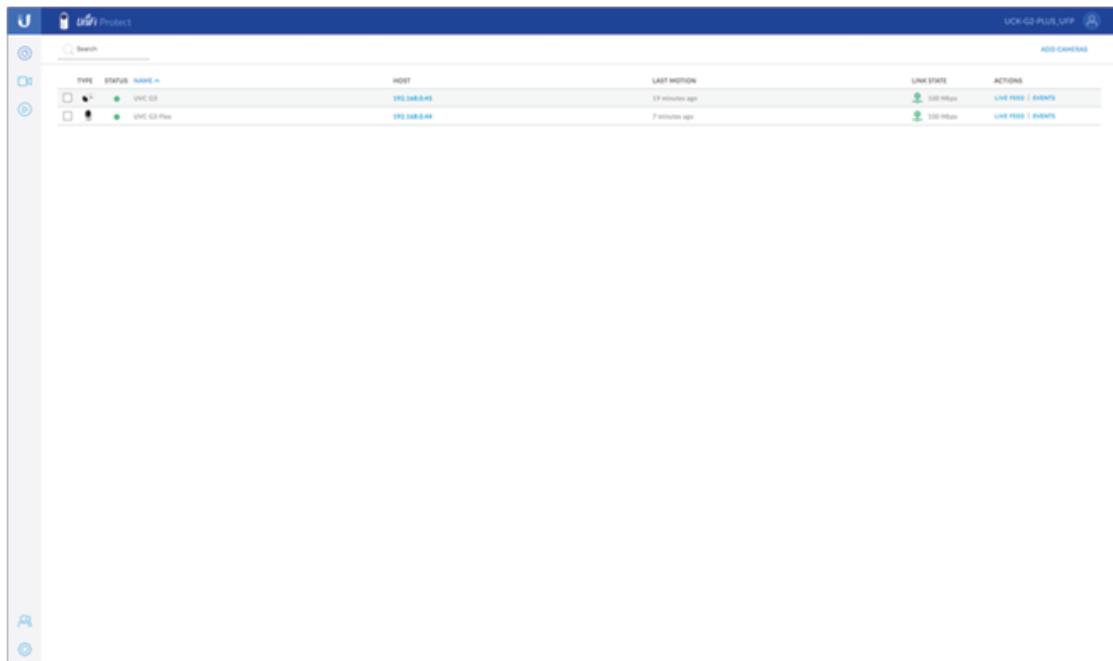 UniFi Protect
UCK-G2-PLUS_UFP
Search
ADD CAMERAS
TYPE STATUS NAME HOST LAST MOTION LINK STATE ACTIONS
UVC G3 192.168.0.45 19 minutes ago 100 Mbps LIVE FEED | EVENTS
UVC G3 Flex 192.168.0.44 7 minutes ago 100 Mbps LIVE FEED | EVENTS